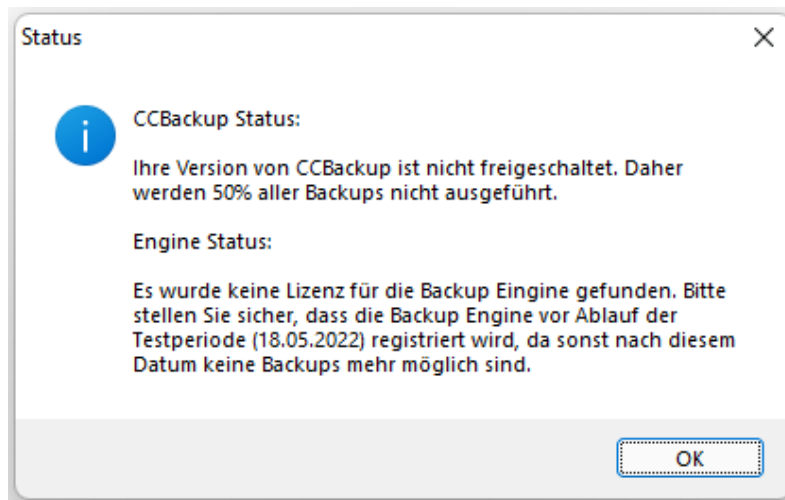 Status
CCBackup Status:
Ihre Version von CCBackup ist nicht freigeschaltet. Daher
werden 50% aller Backups nicht ausgeführt.
Engine Status:
Es wurde keine Lizenz für die Backup Eingine gefunden. Bitte
stellen Sie sicher, dass die Backup Engine vor Ablauf der
Testperiode (18.05.2022) registriert wird, da sonst nach diesem
Datum keine Backups mehr möglich sind.
OK